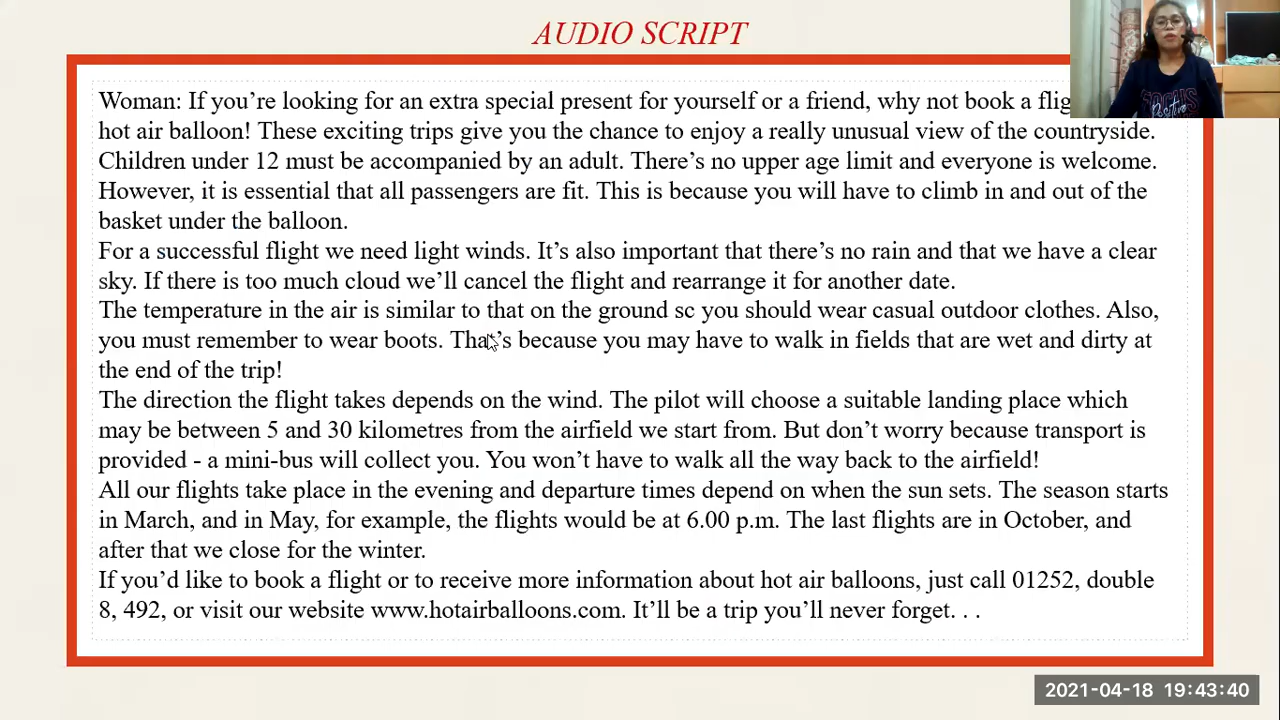 AUDIO SCRIPT
Woman: If you're looking for an extra special present for yourself or a friend, why not book a flig
hot air balloon! These exciting trips give you the chance to enjoy a really unusual view of the countryside.
Children under 12 must be accompanied by an adult. There's no upper age limit and everyone is welcome.
However, it is essential that all passengers are fit. This is because you will have to climb in and out of the
basket under the balloon.
For a successful flight we need light winds. It's also important that there's no rain and that we have a clear
sky. If there is too much cloud we'll cancel the flight and rearrange it for another date.
The temperature in the air is similar to that on the ground sc you should wear casual outdoor clothes. Also,
you must remember to wear boots. That's because you may have to walk in fields that are wet and dirty at
the end of the trip!
The direction the flight takes depends on the wind. The pilot will choose a suitable landing place which
may be between 5 and 30 kilometres from the airfield we start from. But don't worry because transport is
provided - a mini-bus will collect you. You won't have to walk all the way back to the airfield!
All our flights take place in the evening and departure times depend on when the sun sets. The season starts
in March, and in May, for example, the flights would be at 6.00 p.m. The last flights are in October, and
after that we close for the winter.
If you'd like to book a flight or to receive more information about hot air balloons, just call 01252, double
8, 492, or visit our website www.hotairballoons.com. It'll be a trip you'll never forget. . .
FOCUS
Positive
2021-04-18 19:43:40